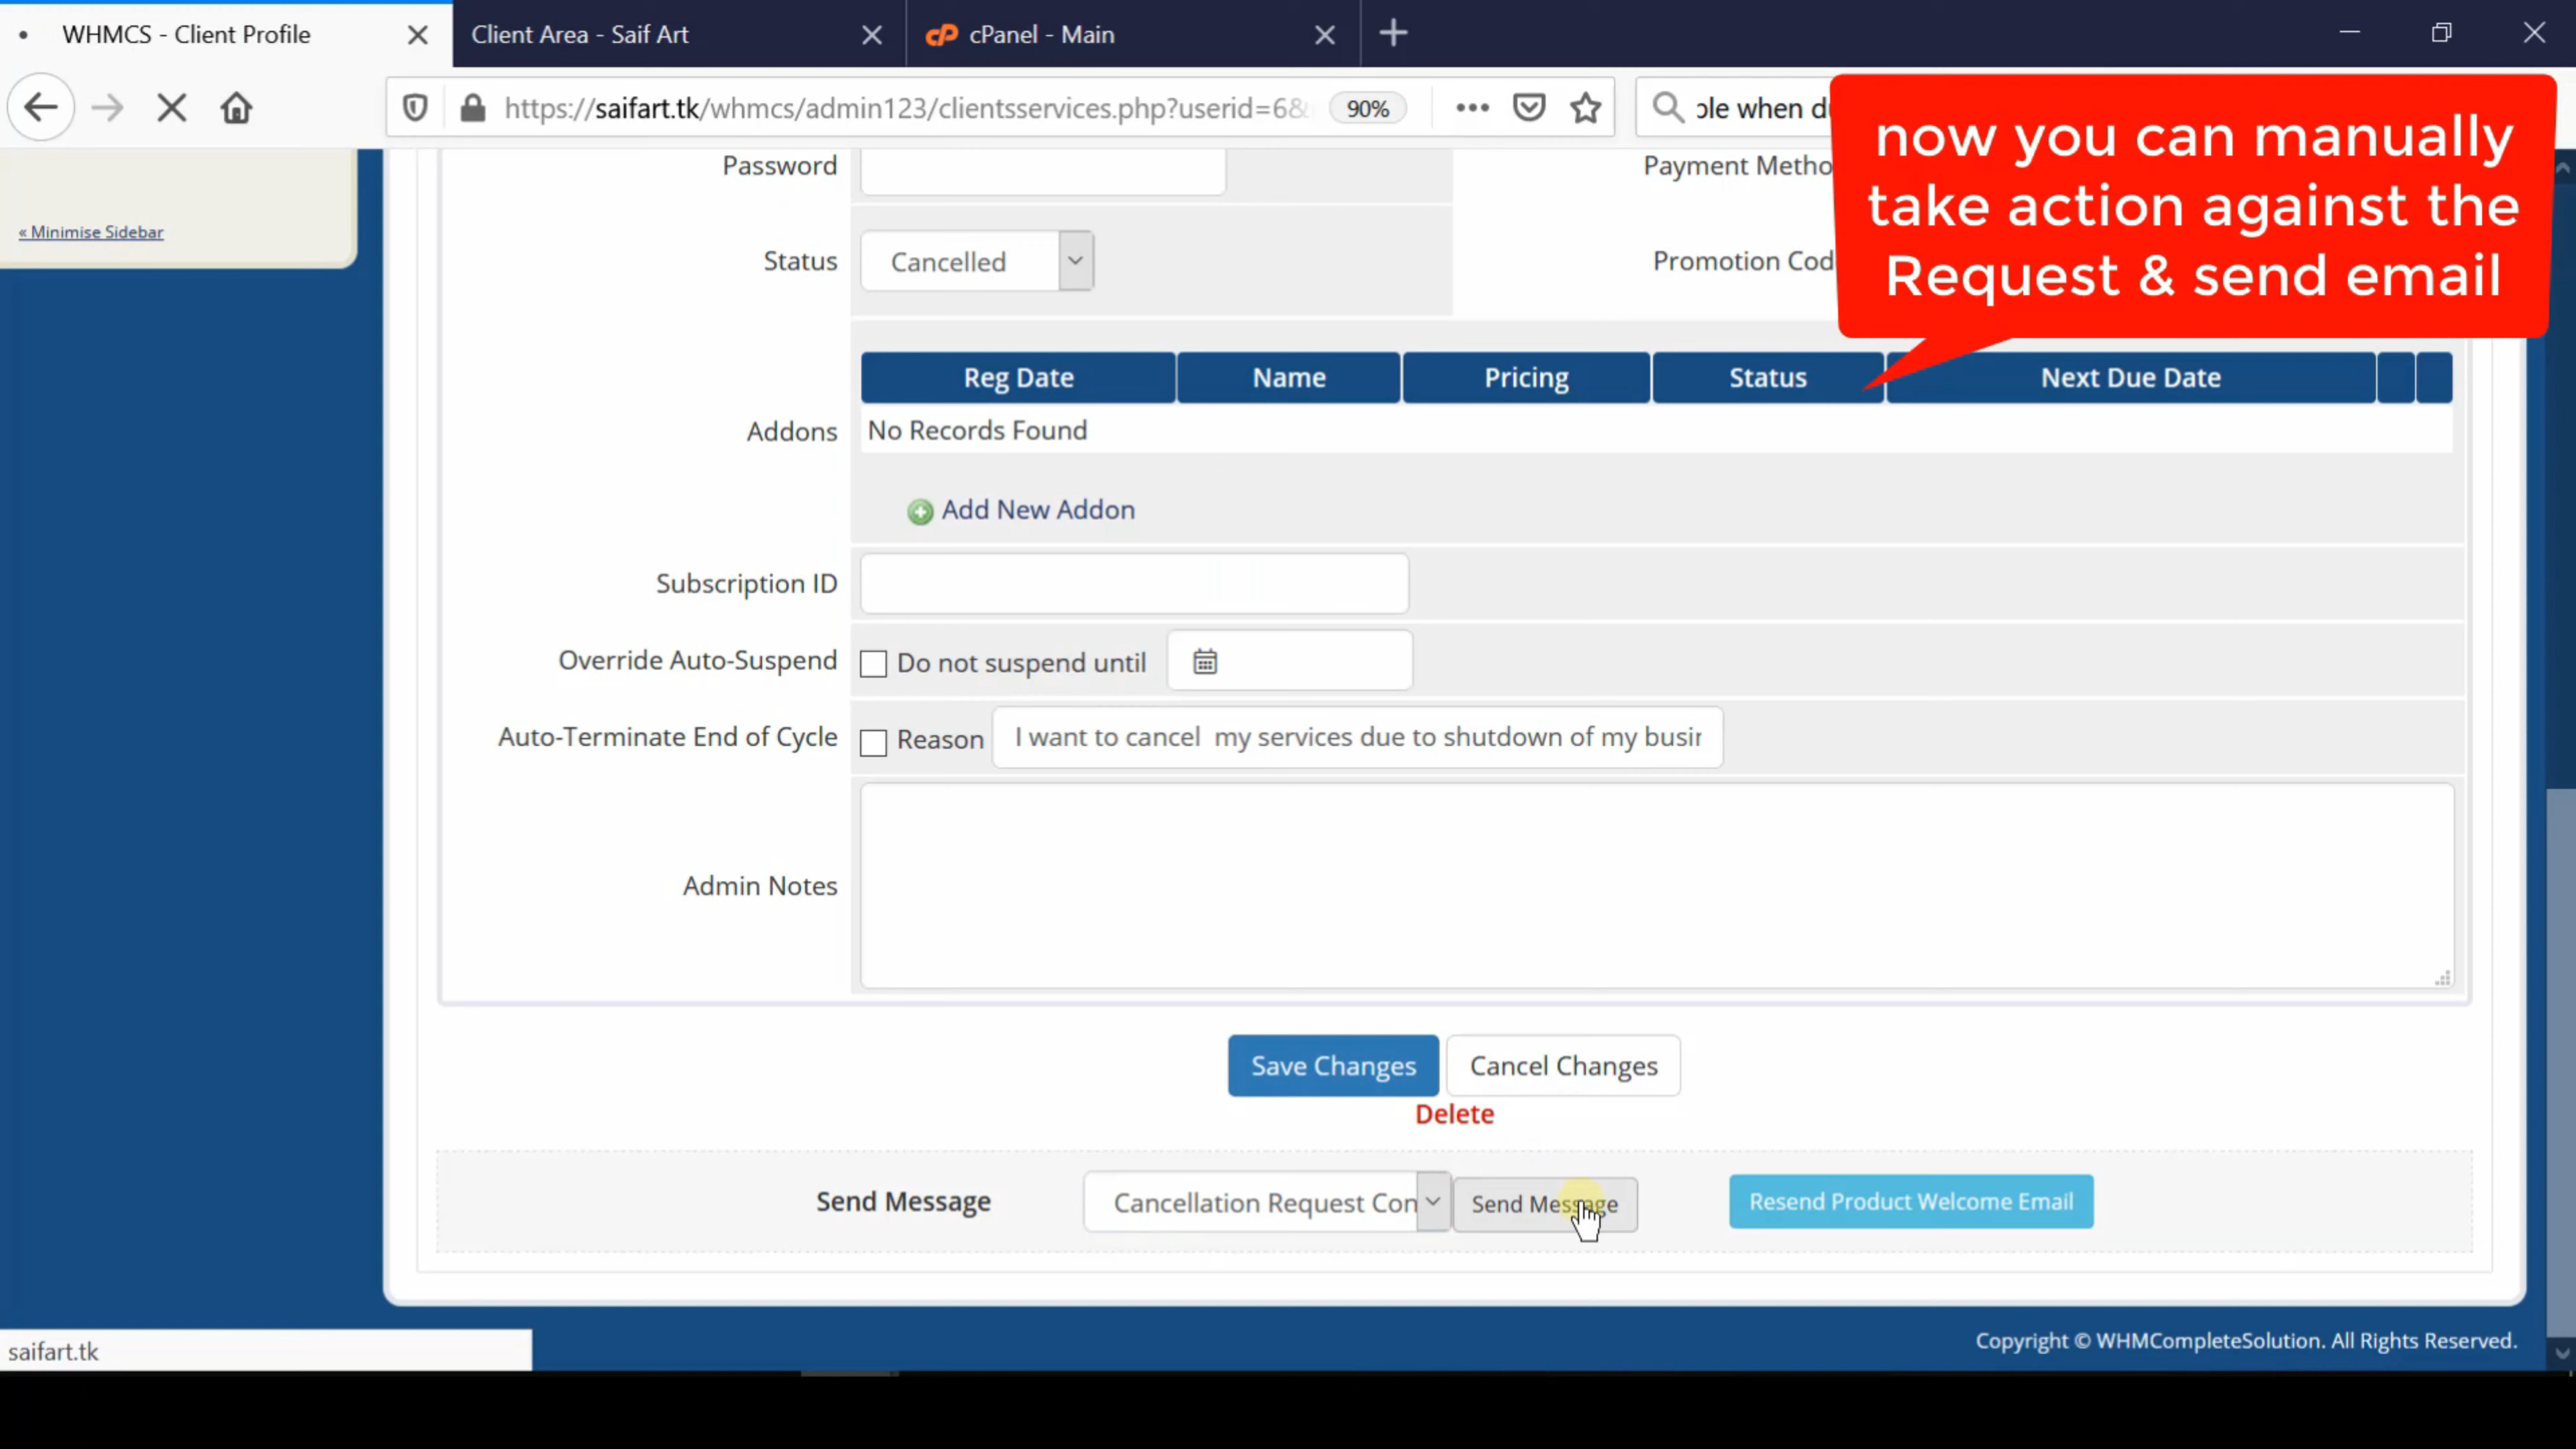 WHMCS - Client Profile
Client Area - Saif Art
cP cPanel - Main
https://saifart.tk/whmcs/admin123/clientsservices.php?userid=6&
90%
ole when d
now you can manually
take action against the
Request & send email
« Minimise Sidebar
Password
Payment Metho
Status
Cancelled
Promotion Cod
Reg Date
Name
Pricing
Status
Next Due Date
Addons
No Records Found
Add New Addon
Subscription ID
Override Auto-Suspend
Do not suspend until
Auto-Terminate End of Cycle
Reason
I want to cancel my services due to shutdown of my busin
Admin Notes
Save Changes
Cancel Changes
Delete
Send Message
Cancellation Request Con
Send Message
Resend Product Welcome Email
saifart.tk
Copyright © WHMCompleteSolution. All Rights Reserved.